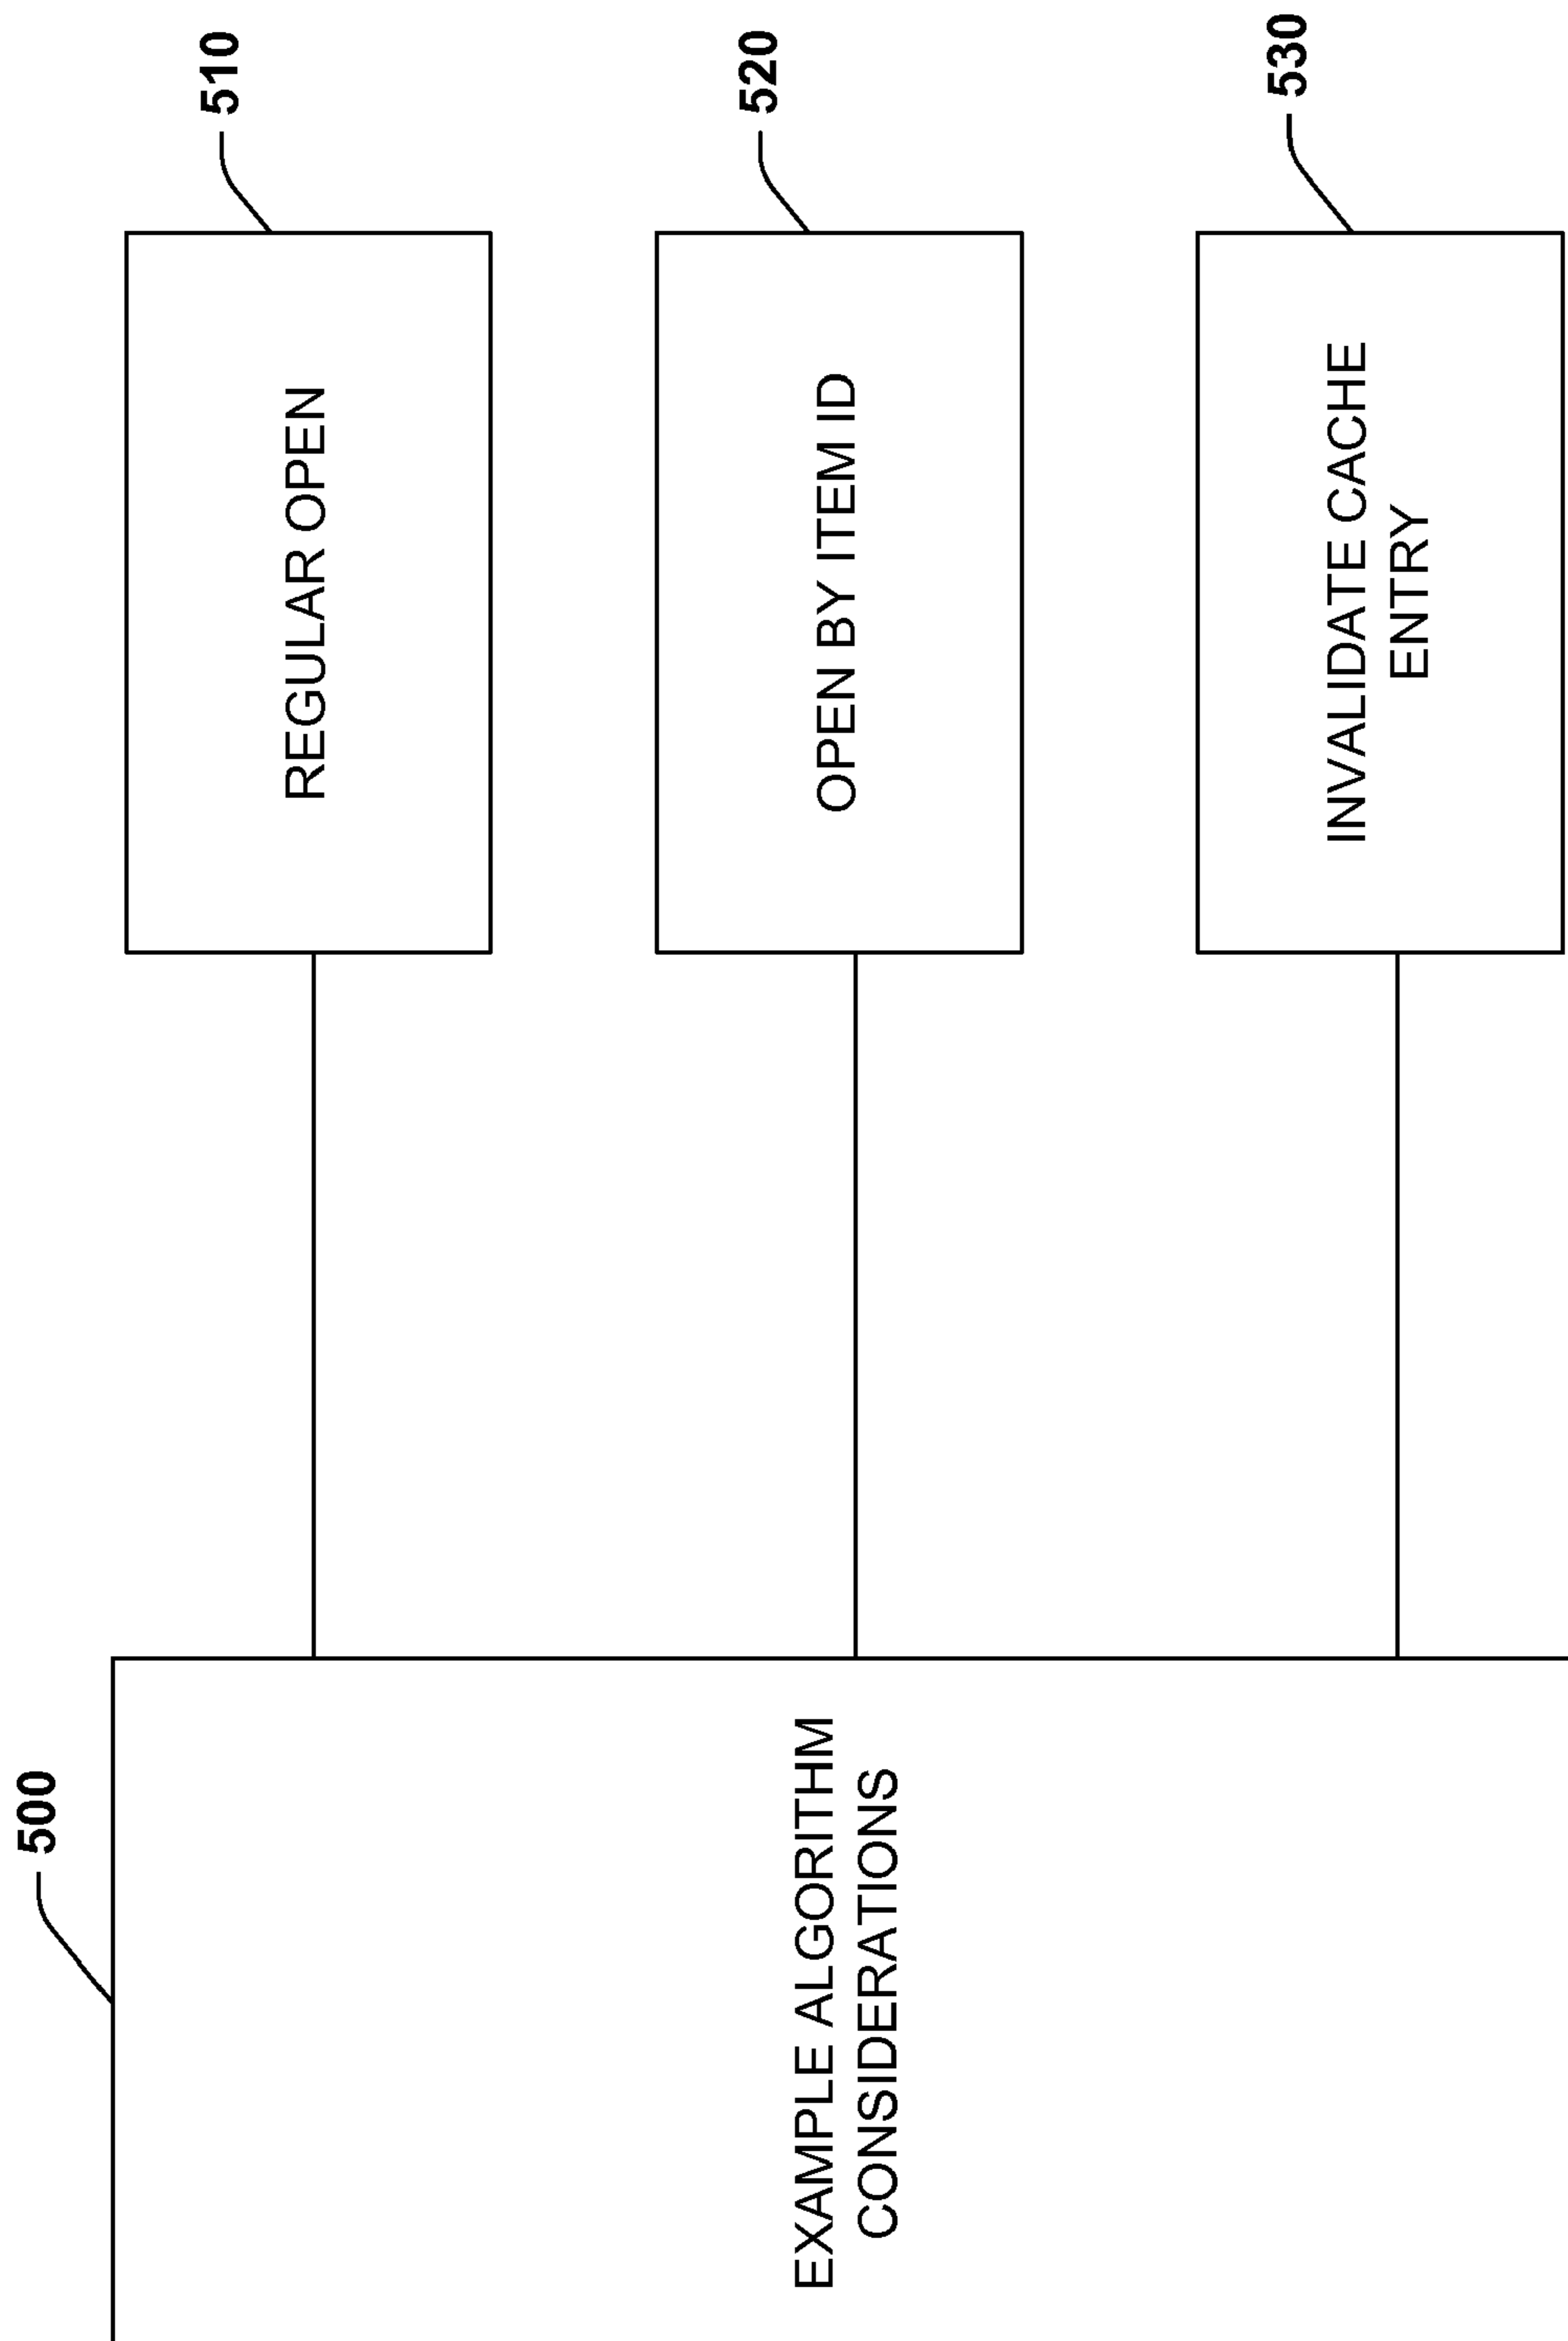 500
EXAMPLE ALGORITHM
CONSIDERATIONS
510
REGULAR OPEN
520
OPEN BY ITEM ID
530
INVALIDATE CACHE
ENTRY